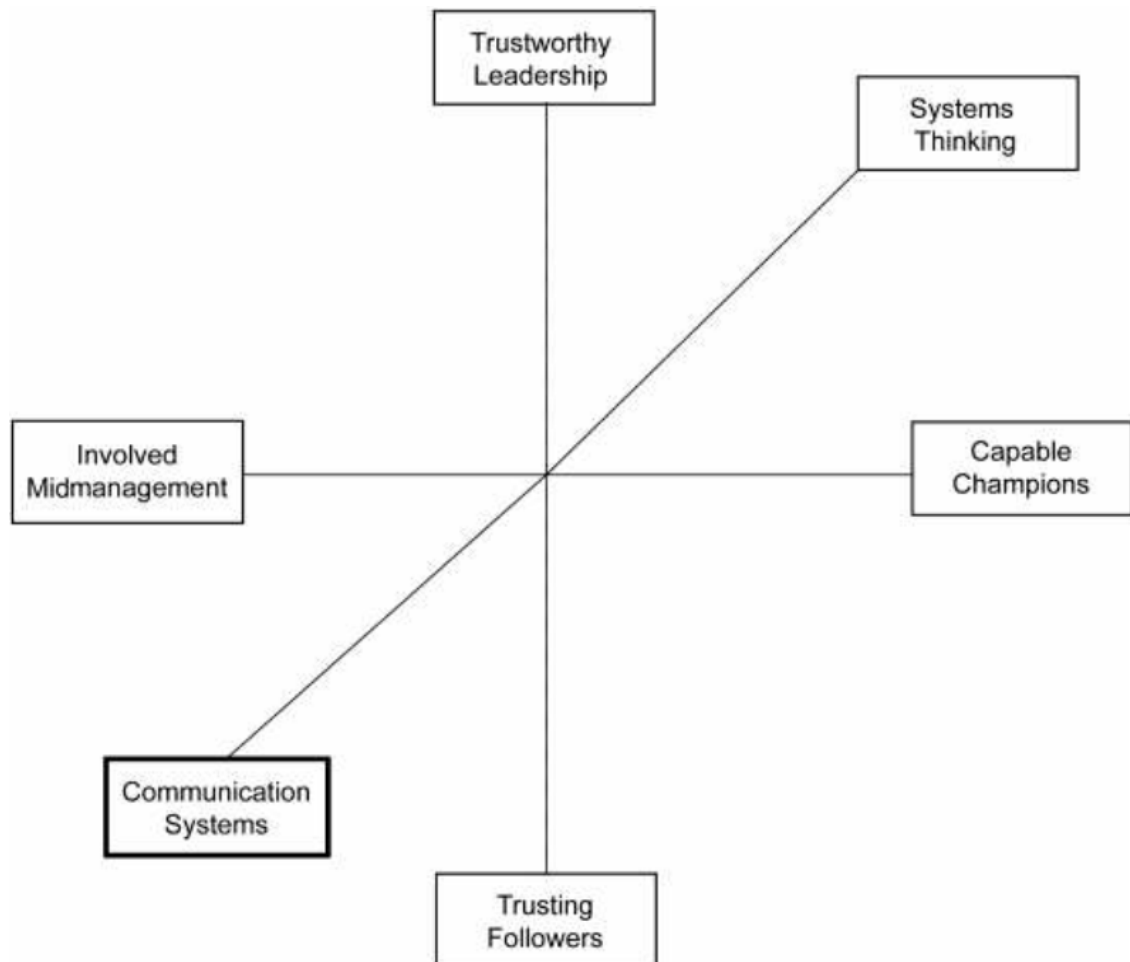 Trustworthy
Leadership
Systems
Thinking
Involved
Midmanagement
Capable
Champions
Communication
Systems
Trusting
Followers